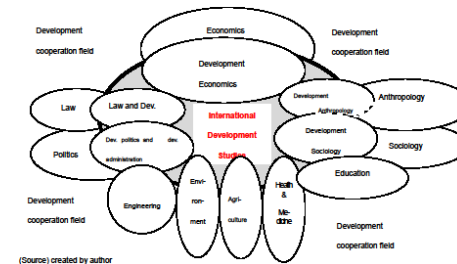 Economics
Development
cooperation field
Development
cooperation field
Development
Economics
Law
Law and Dev.
International
Development
Studies
Development
Anthropology
Anthropology
Politics
Dev. politics and dev.
administration
Development
Sociology
Sociology
Education
Engineering
Envi-
ron-
ment
Agri-
culture
Health
&
Me-
dicine
Development
cooperation field
Development
cooperation field
(Source) created by author